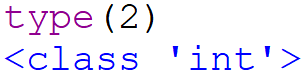 type(2)
<class 'int'>